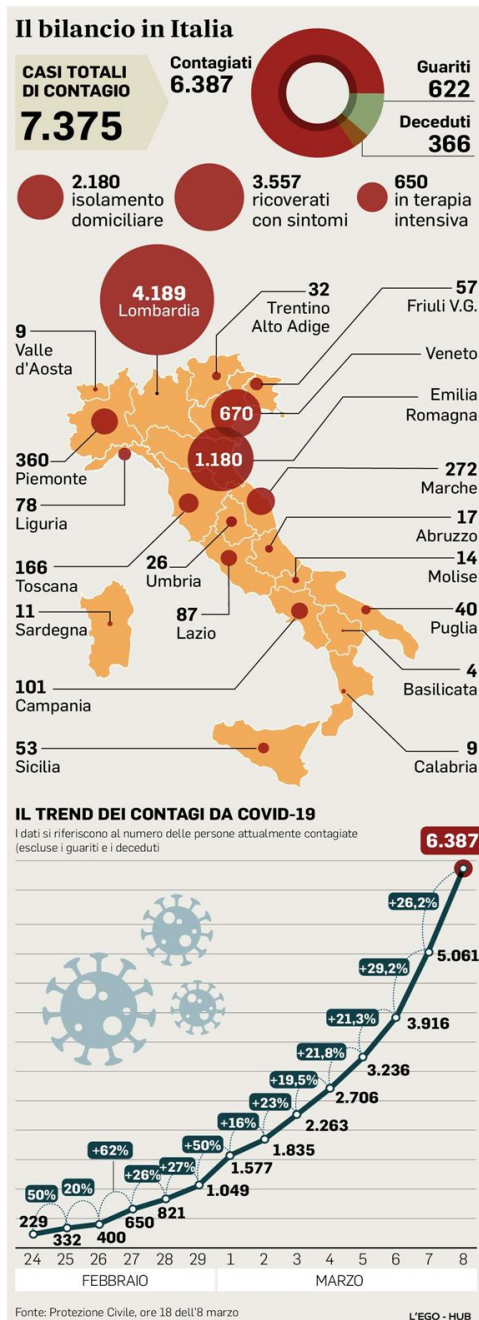 Il bilancio in Italia
CASI TOTALI
DI CONTAGIO
7.375
Contagiati
6.387
Guariti
622
Deceduti
366
2.180
isolamento
domiciliare
3.557
ricoverati
con sintomi
650
in terapia
intensiva
4.189
Lombardia
32
Trentino
Alto Adige
57
Friuli V.G.
9
Valle
d'Aosta
Veneto
670
Emilia
Romagna
1.180
360
Piemonte
272
Marche
78
Liguria
17
Abruzzo
166
Toscana
26
Umbria
14
Molise
11
Sardegna
87
Lazio
40
Puglia
4
Basilicata
101
Campania
53
Sicilia
9
Calabria
IL TREND DEI CONTAGI DA COVID-19
I dati si riferiscono al numero delle persone attualmente contagiate
(escluse i guariti e i deceduti
6.387
+26,2%
5.061
+29,2%
3.916
+21,3%
3.236
+21,8%
2.706
+19,5%
2.263
+23%
1.835
+16%
1.577
+50%
1.049
+27%
821
+26%
650
+62%
400
20%
332
50%
229
24 25 26 27 28 29 1 2 3 4 5 6 7 8
FEBBRAIO MARZO
Fonte: Protezione Civile, ore 18 dell'8 marzo
L'EGO - HUB